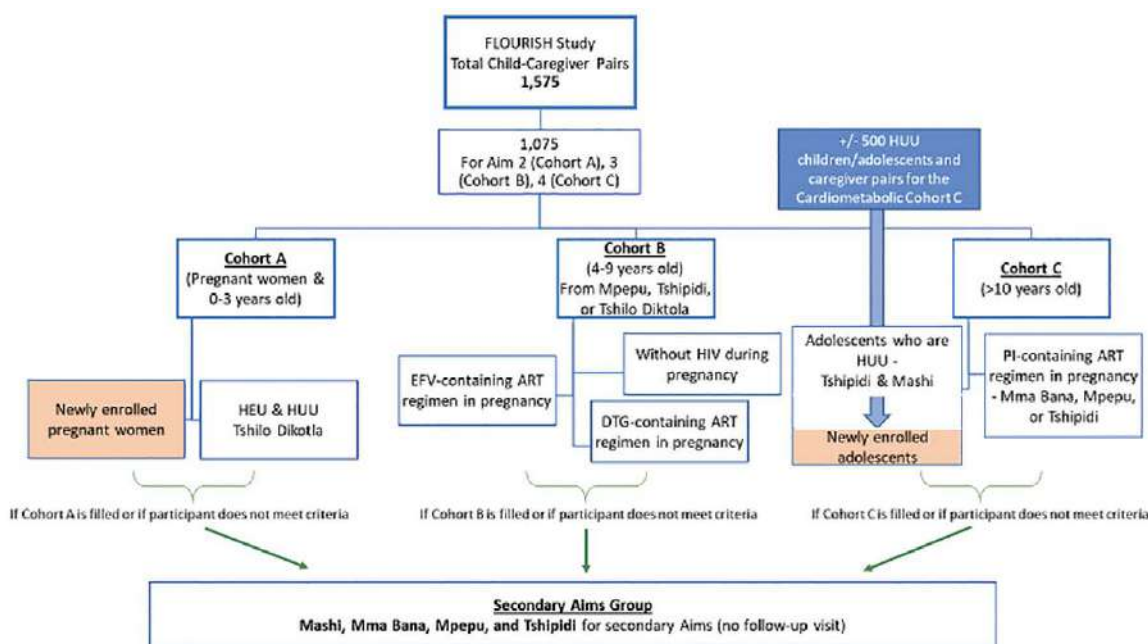 FLOURISH Study
Total Child-Caregiver Pairs
1,575
1,075
For Aim 2 (Cohort A), 3
(Cohort B), 4 (Cohort C)
+/- 500 HUU
children/adolescents and
caregiver pairs for the
Cardiometabolic Cohort C
Cohort A
(Pregnant women &
0-3 years old)
Cohort B
(4-9 years old)
From Mpepu, Tshipidi,
or Tshilo Diktola
Cohort C
(>10 years old)
Newly enrolled
pregnant women
HEU & HUU
Tshilo Dikotla
EFV-containing ART
regimen in pregnancy
Without HIV during
pregnancy
DTG-containing ART
regimen in pregnancy
Adolescents who are
HUU -
Tshipidi & Mashi
Newly enrolled
adolescents
PI-containing ART
regimen in pregnancy
- Mma Bana, Mpepu,
or Tshipidi
If Cohort A is filled or if participant does not meet criteria
If Cohort B is filled or if participant does not meet criteria
If Cohort C is filled or if participant does not meet criteria
Secondary Aims Group
Mashi, Mma Bana, Mpepu, and Tshipidi for secondary Aims (no follow-up visit)